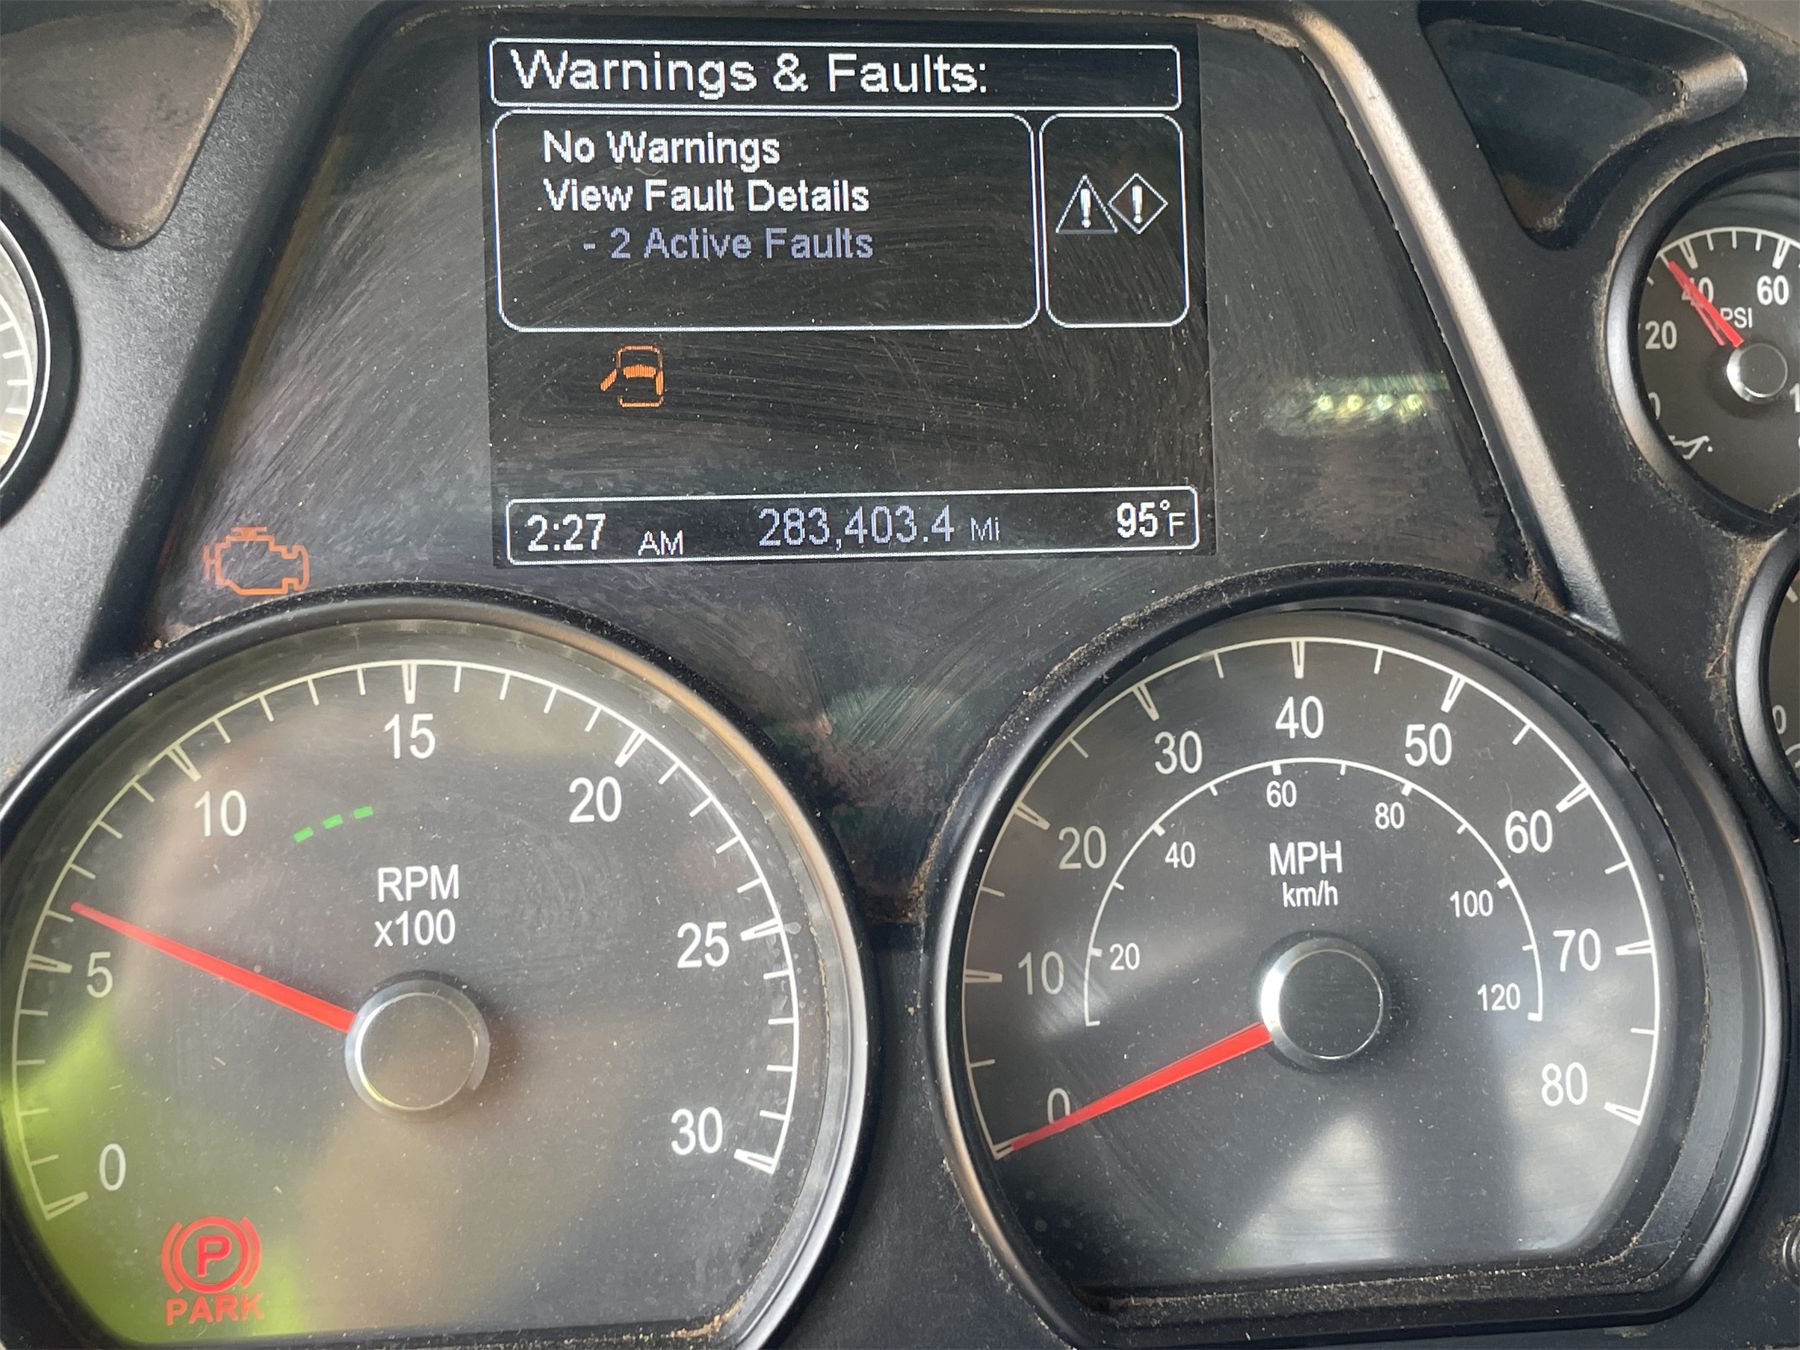 Warnings & Faults:
No Warnings
View Fault Details
- 2 Active Faults
2:27 AM 283,403.4 Mi 95°F
20 40 60
PSI
0
0 5 10 15 20 25 30
RPM
x100
PARK
0 10 20 30 40 50 60 70 80
20 40 60 80 100 120
MPH
km/h
0